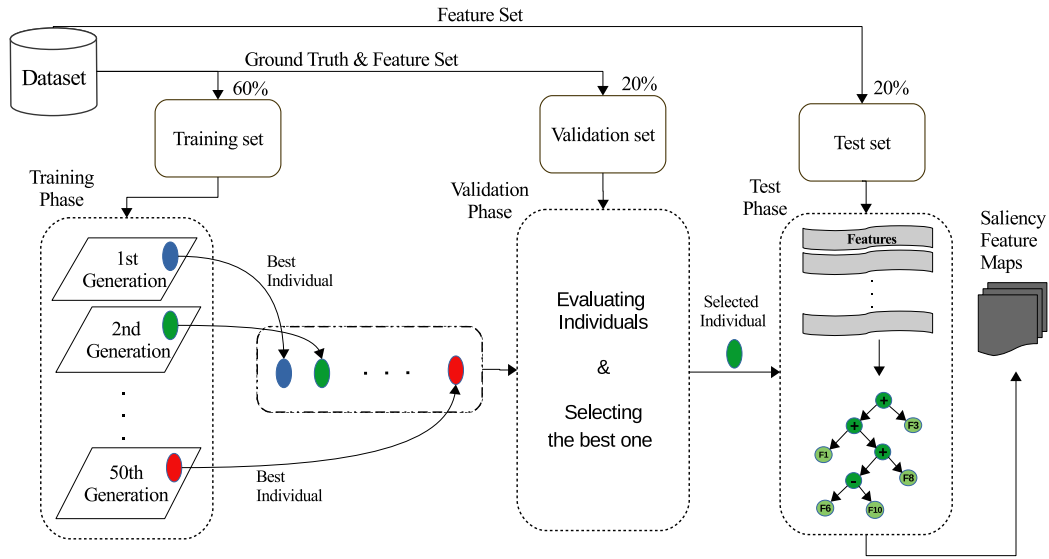 Feature Set
Dataset
Ground Truth & Feature Set
60%
20%
20%
Training set
Validation set
Test set
Training
Phase
Validation
Phase
Test
Phase
1st
Generation
2nd
Generation
.
.
.
50th
Generation
Best
Individual
. . .
Best
Individual
Evaluating
Individuals
&
Selecting
the best one
Selected
Individual
Features
.
.
.
+
+
F3
F1
+
-
F8
F6
F10
Saliency
Feature
Maps